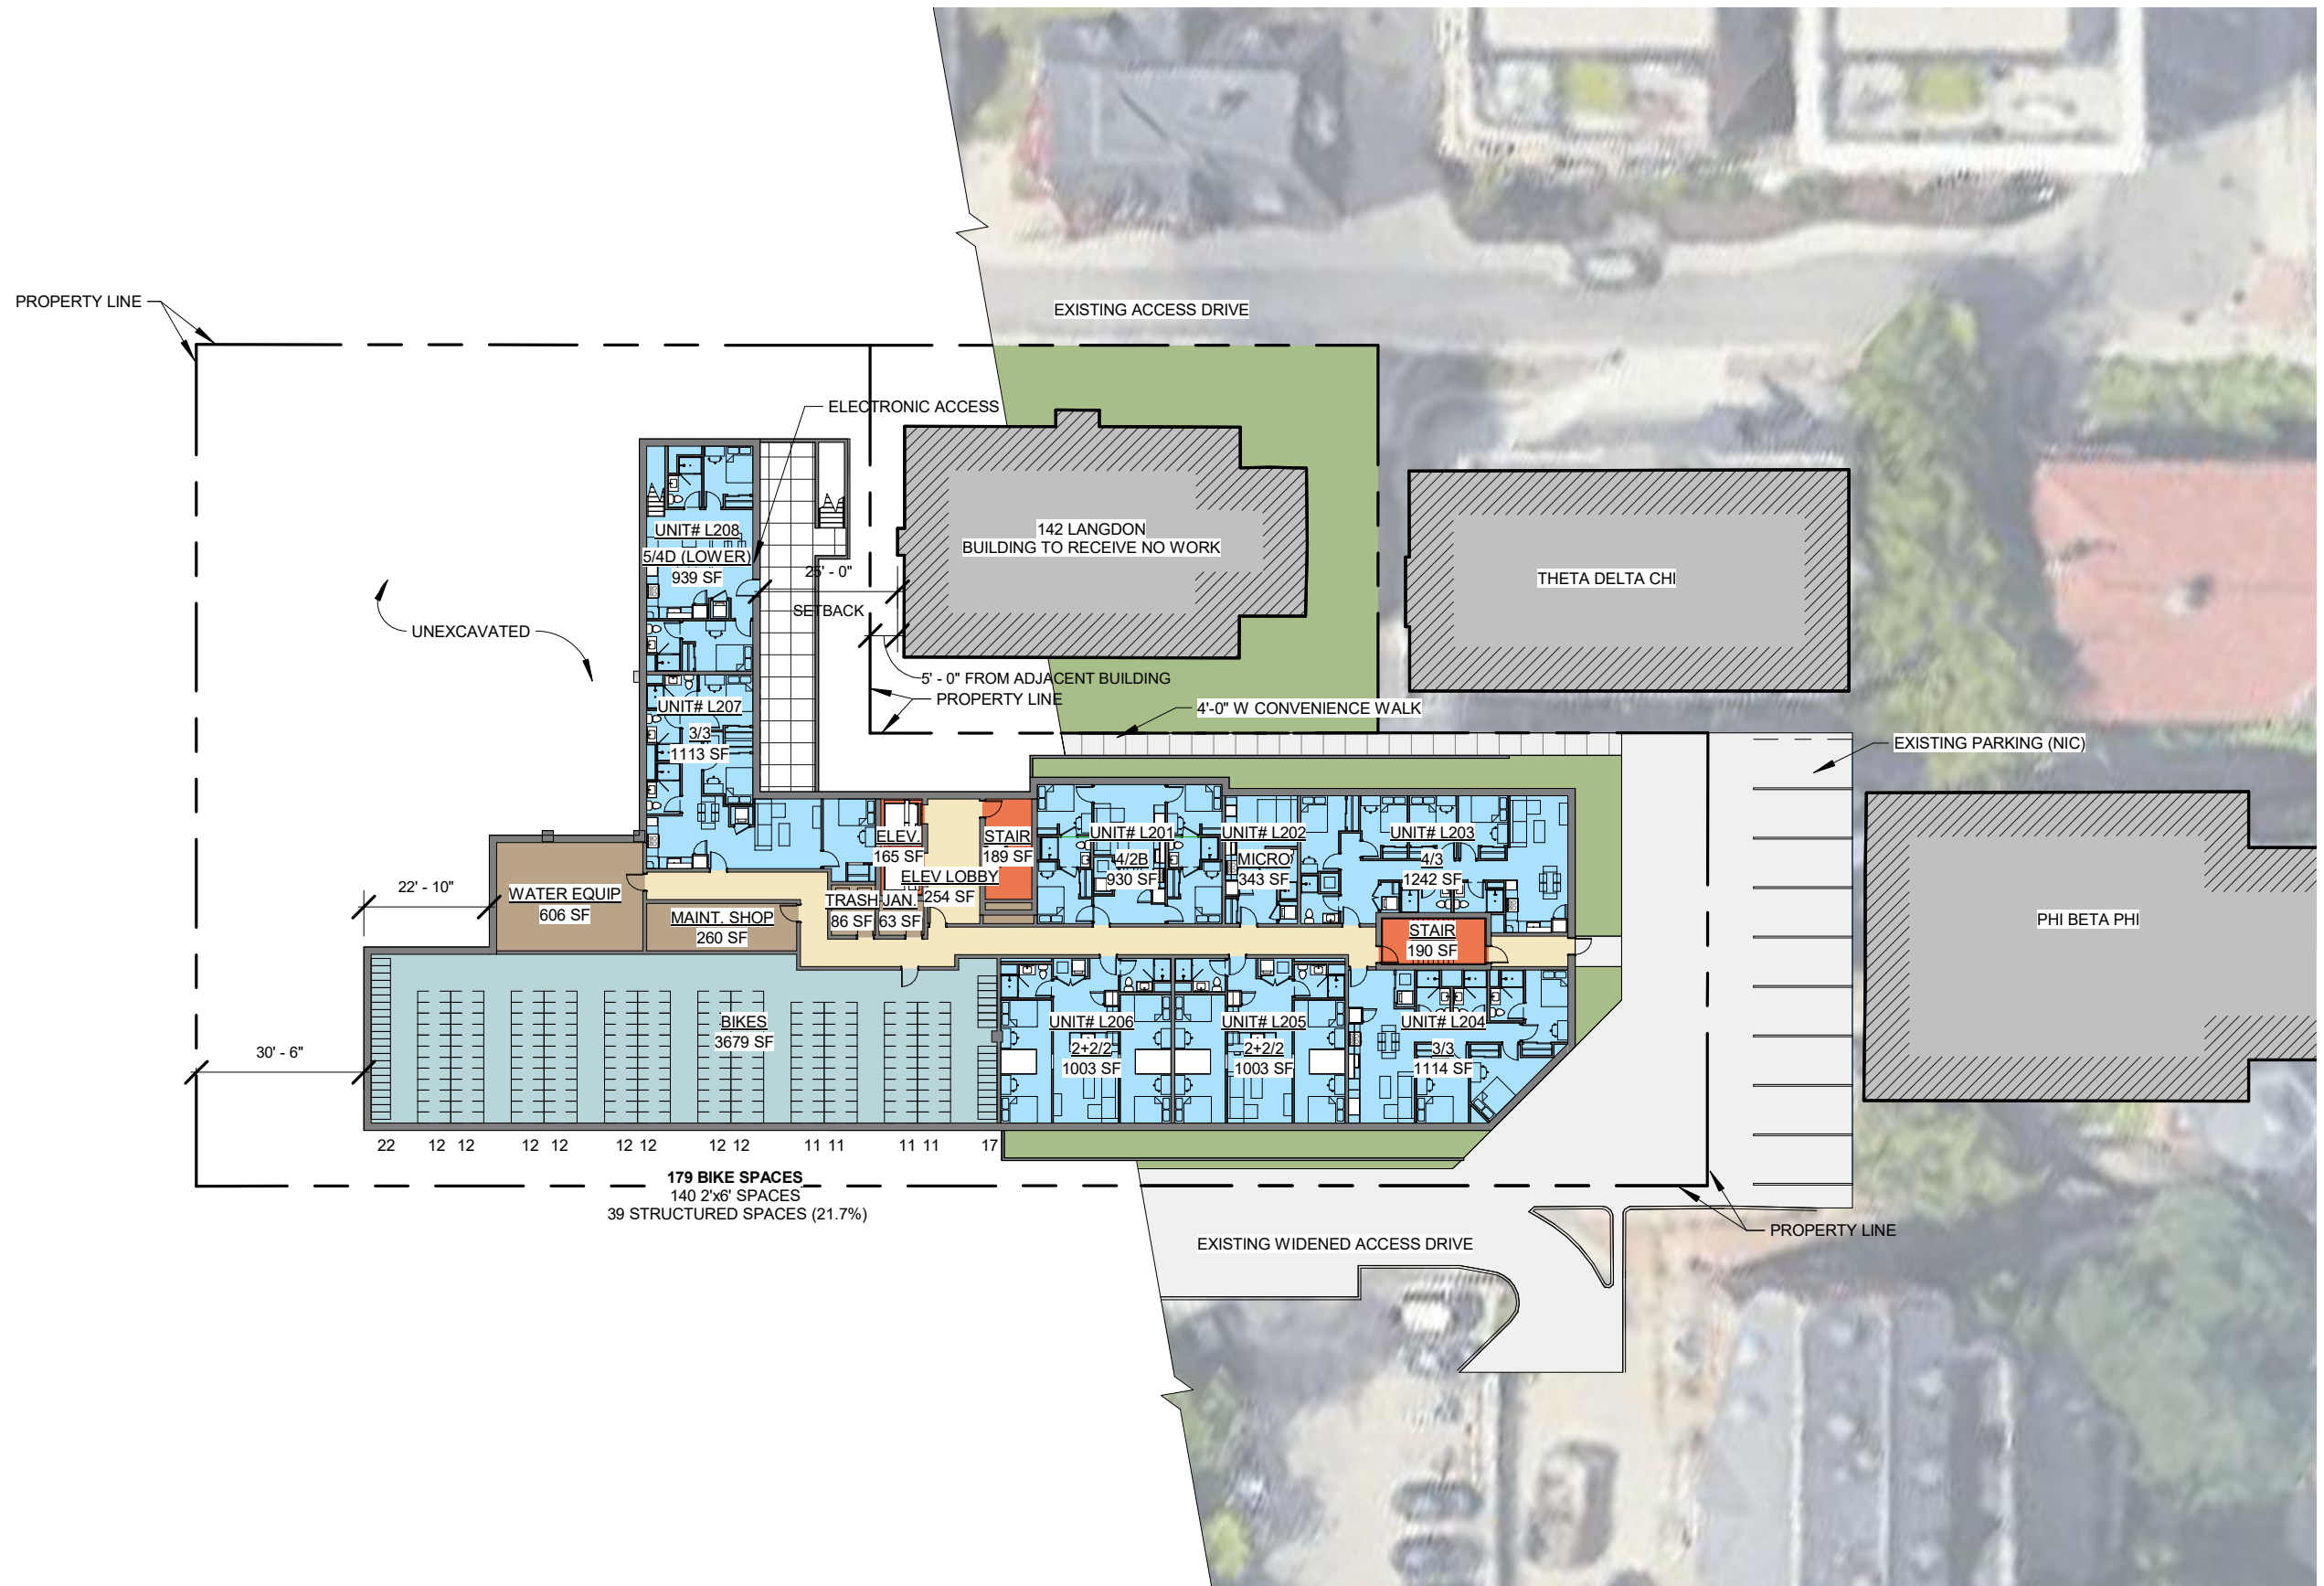 PROPERTY LINE
EXISTING ACCESS DRIVE
ELECTRONIC ACCESS
UNIT# L208
5/4D (LOWER)
939 SF
25' - 0"
SETBACK
142 LANGDON
BUILDING TO RECEIVE NO WORK
THETA DELTA CHI
UNEXCAVATED
5' - 0" FROM ADJACENT BUILDING
PROPERTY LINE
4'-0" W CONVENIENCE WALK
EXISTING PARKING (NIC)
UNIT# L207
3/3
1113 SF
ELEV.
165 SF
STAIR
189 SF
ELEV LOBBY
254 SF
UNIT# L201
4/2B
930 SF
UNIT# L202
MICRO
343 SF
UNIT# L203
4/3
1242 SF
22' - 10"
WATER EQUIP
606 SF
MAINT. SHOP
260 SF
TRASH
86 SF
JAN.
63 SF
STAIR
190 SF
PHI BETA PHI
30' - 6"
BIKES
3679 SF
UNIT# L206
2+2/2
1003 SF
UNIT# L205
2+2/2
1003 SF
UNIT# L204
3/3
1114 SF
22 12 12 12 12 12 12 12 12 11 11 11 11 17
179 BIKE SPACES
140 2'x6' SPACES
39 STRUCTURED SPACES (21.7%)
PROPERTY LINE
EXISTING WIDENED ACCESS DRIVE